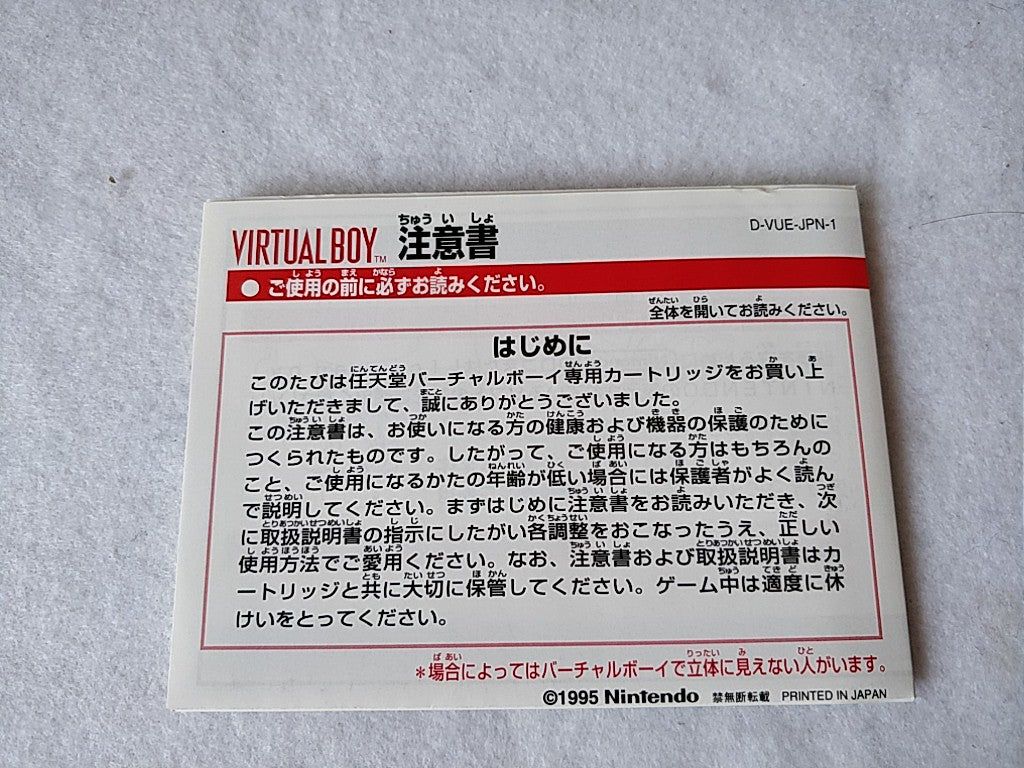 VIRTUAL BOY TM 注意書 D-VUE-JPN-1
● ご使用の前に必ずお読みください。
全体を開いてお読みください。
はじめに
このたびは任天堂バーチャルボーイ専用カートリッジをお買い上
げいただきまして、誠にありがとうございました。
この注意書は、お使いになる方の健康および機器の保護のために
つくられたものです。したがって、ご使用になる方はもちろんの
こと、ご使用になるかたの年齢が低い場合には保護者がよく読ん
で説明してください。まずはじめに注意書をお読みいただき、次
に取扱説明書の指示にしたがい各調整をおこなったうえ、正しい
使用方法でご愛用ください。なお、注意書および取扱説明書はカ
ートリッジと共に大切に保管してください。ゲーム中は適度に休
けいをとってください。
＊場合によってはバーチャルボーイで立体に見えない人がいます。
©1995 Nintendo 禁無断転載 PRINTED IN JAPAN